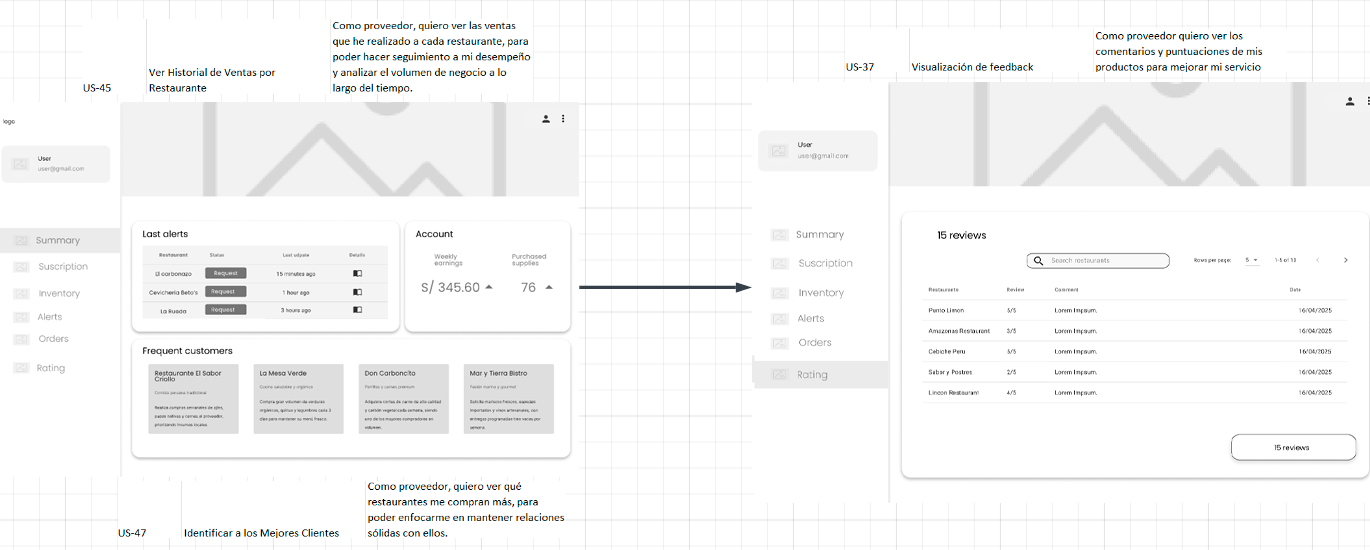 Como proveedor, quiero ver las ventas
que he realizado a cada restaurante, para
poder hacer seguimiento a mi desempeño
y analizar el volumen de negocio a lo
largo del tiempo.
Ver Historial de Ventas por
Restaurante
US-45
logo
User
user@gmail.com
Summary
Suscription
Inventory
Alerts
Orders
Rating
Last alerts
Restaurant Status Last udpate Details
El carbonazo Request 15 minutes ago
Cevicheria Beto's Request 1 hour ago
La Rueda Request 3 hours ago
Account
Weekly
earnings
S/ 345.60
Purchased
supplies
76
Frequent customers
Restaurante El Sabor
Criollo
Comida peruana tradicional
Realiza compras semanales de ajíes,
papas nativas y carnes al proveedor,
priorizando insumos locales.
La Mesa Verde
Cocina saludable y orgánica
Compra gran volumen de verduras
orgánicas, quinua y legumbres cada 3
días para mantener su menú fresco.
Don Carboncito
Parrillas y carnes premium
Adquiere cortes de carne de alta calidad
y carbón vegetal cada semana, siendo
uno de los mayores compradores en
volumen.
Mar y Tierra Bistro
Fusión marina y gourmet
Solicita mariscos frescos, especias
importadas y vinos artesanales, con
entregas programadas tres veces por
semana.
US-47
Identificar a los Mejores Clientes
Como proveedor, quiero ver qué
restaurantes me compran más, para
poder enfocarme en mantener relaciones
sólidas con ellos.
US-37
Visualización de feedback
Como proveedor quiero ver los
comentarios y puntuaciones de mis
productos para mejorar mi servicio
User
user@gmail.com
Summary
Suscription
Inventory
Alerts
Orders
Rating
15 reviews
Search restaurants
Rows per page: 5 1-5 of 13
Restaurante Review Comment Date
Punto Limon 5/5 Lorem Impsum. 16/04/2025
Amazonas Restaurant 3/5 Lorem Impsum. 16/04/2025
Cebiche Peru 5/5 Lorem Impsum. 16/04/2025
Sabor y Postres 2/5 Lorem Impsum. 16/04/2025
Lincon Restaurant 4/5 Lorem Impsum. 16/04/2025
15 reviews